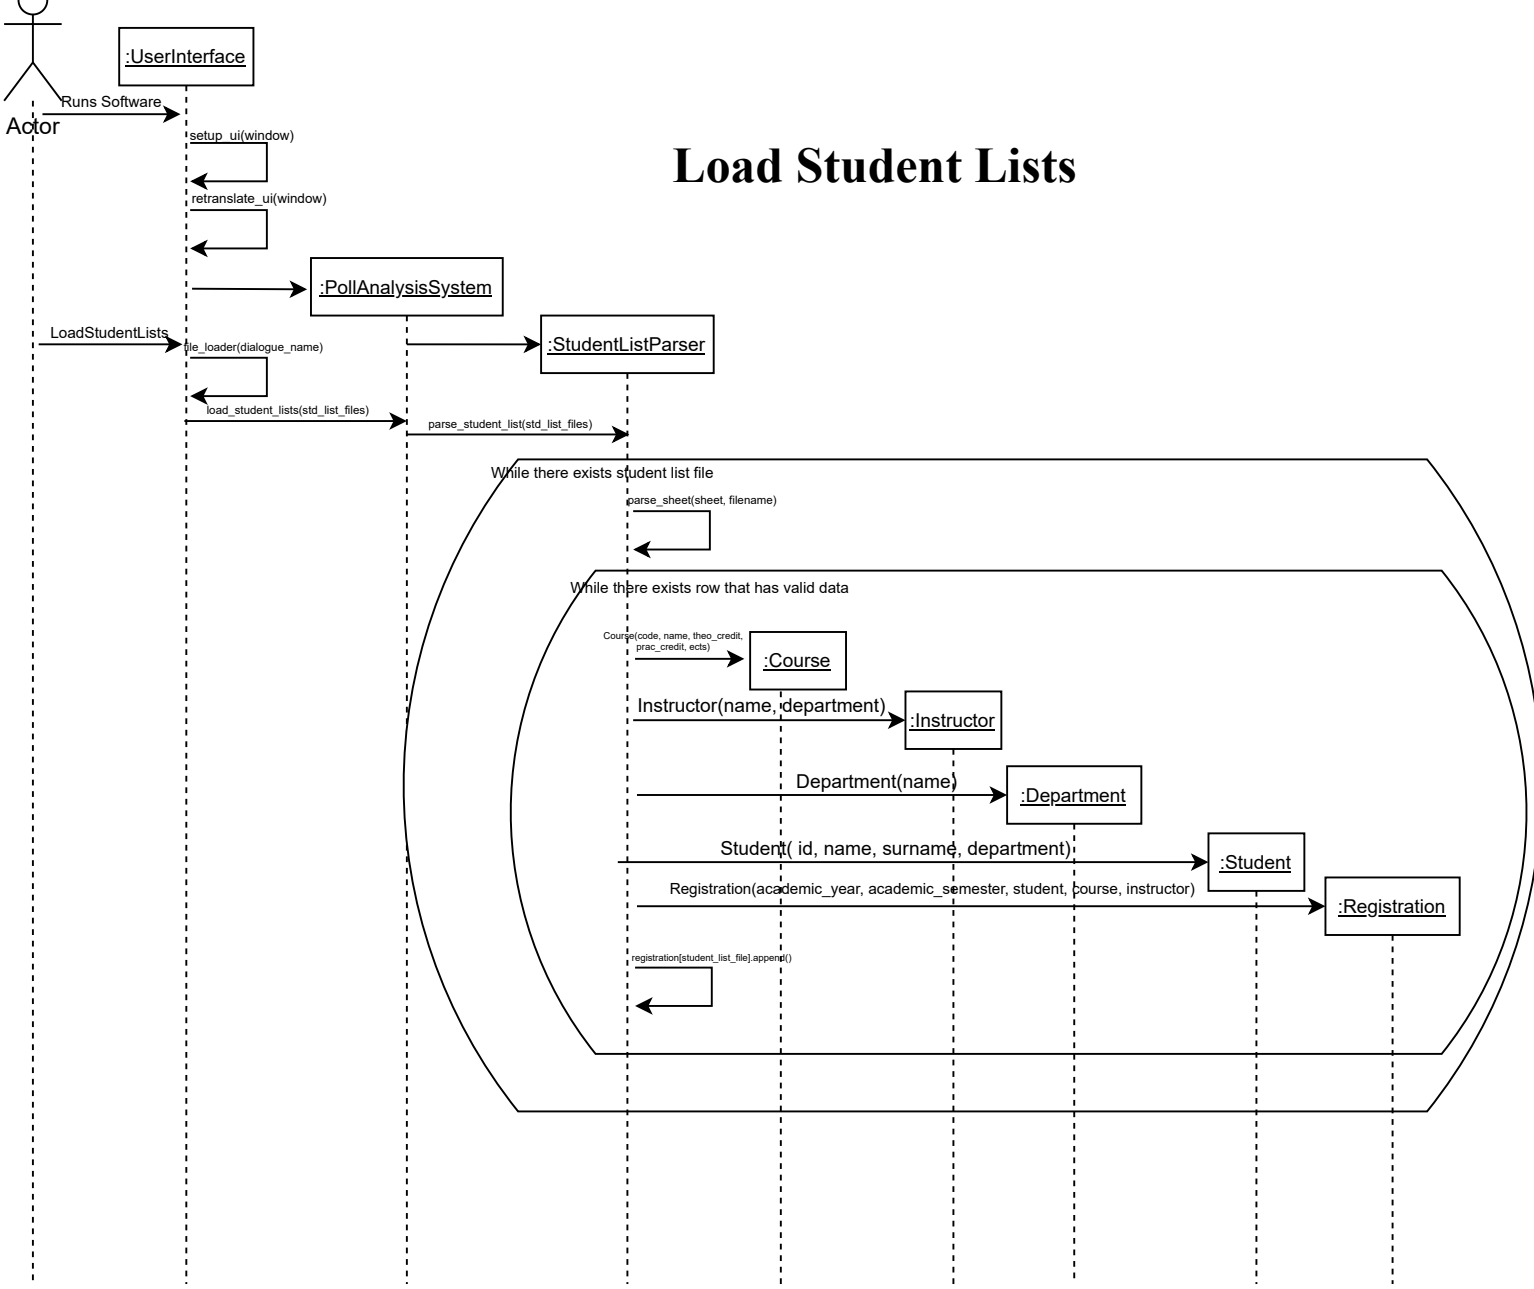 :UserInterface
Runs Software
Actor
setup_ui(window)
Load Student Lists
retranslate_ui(window)
:PollAnalysisSystem
LoadStudentLists
:StudentListParser
file_loader(dialogue_name)
load_student_lists(std_list_files)
parse_student_list(std_list_files)
While there exists student list file
parse_sheet(sheet, filename)
While there exists row that has valid data
Course(code, name, theo_credit,
prac_credit, ects)
:Course
Instructor(name, department)
:Instructor
Department(name)
:Department
Student( id, name, surname, department)
:Student
Registration(academic_year, academic_semester, student, course, instructor)
:Registration
registration[student_list_file].append()